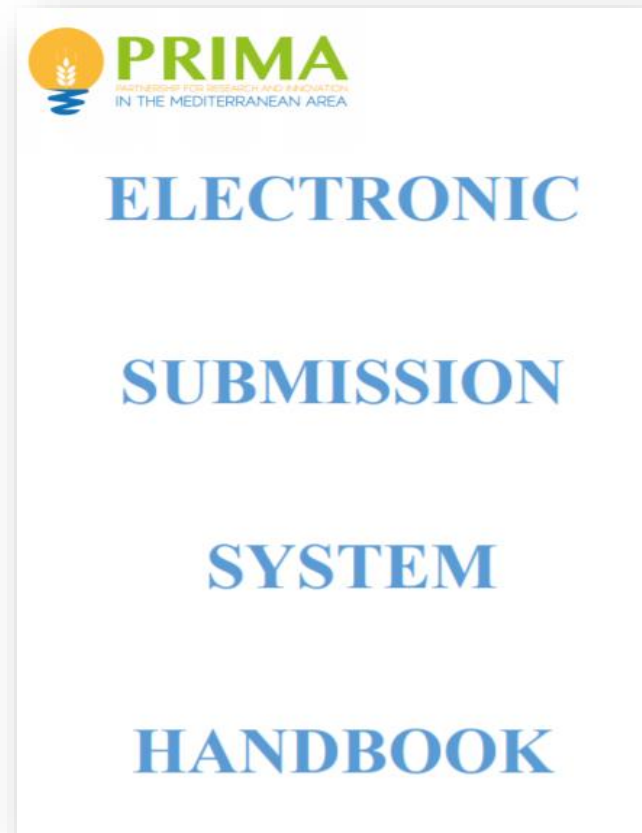 PRIMA
PARTNERSHIP FOR RESEARCH AND INNOVATION
IN THE MEDITERRANEAN AREA
ELECTRONIC
SUBMISSION
SYSTEM
HANDBOOK